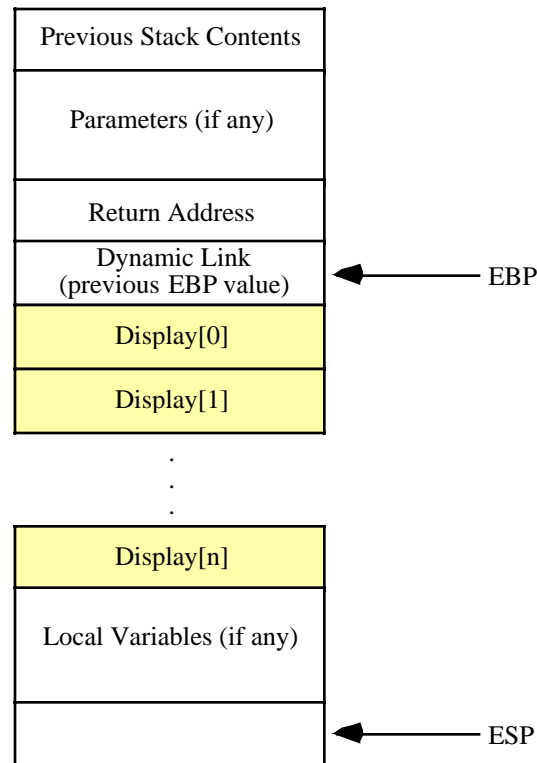 Previous Stack Contents
Parameters (if any)
Return Address
Dynamic Link
(previous EBP value)
EBP
Display[0]
Display[1]
.
.
.
Display[n]
Local Variables (if any)
ESP